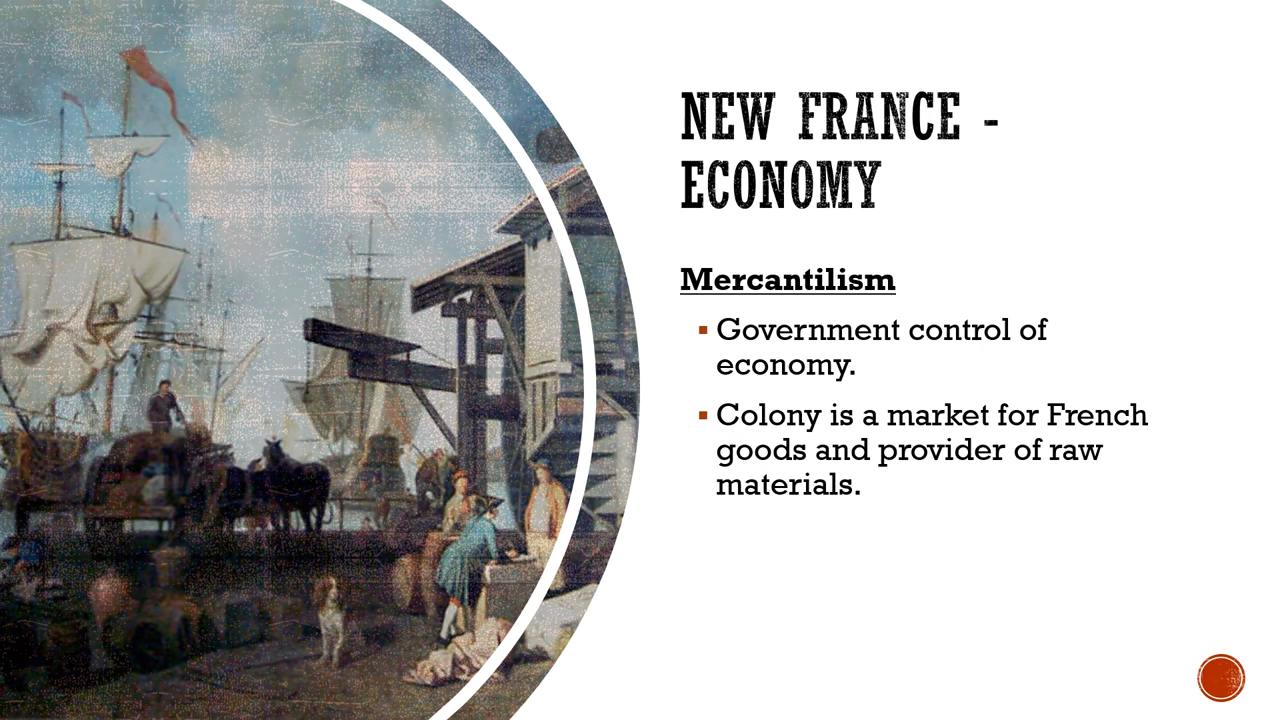 NEW FRANCE -
ECONOMY
Mercantilism
▪ Government control of
economy.
▪ Colony is a market for French
goods and provider of raw
materials.